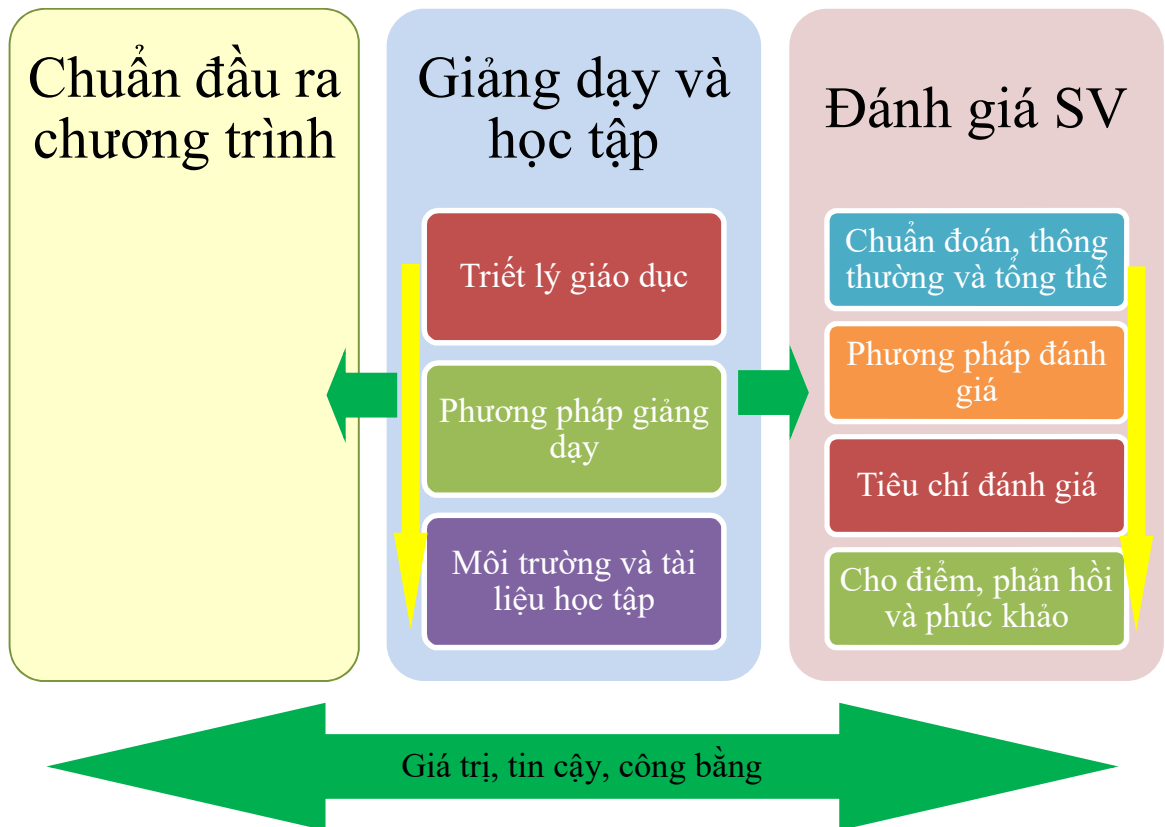 Chuẩn đầu ra
chương trình
Giảng dạy và
học tập
Triết lý giáo dục
Phương pháp giảng
dạy
Môi trường và tài
liệu học tập
Đánh giá SV
Chuẩn đoán, thông
thường và tổng thể
Phương pháp đánh
giá
Tiêu chí đánh giá
Cho điểm, phản hồi
và phúc khảo
Giá trị, tin cậy, công bằng